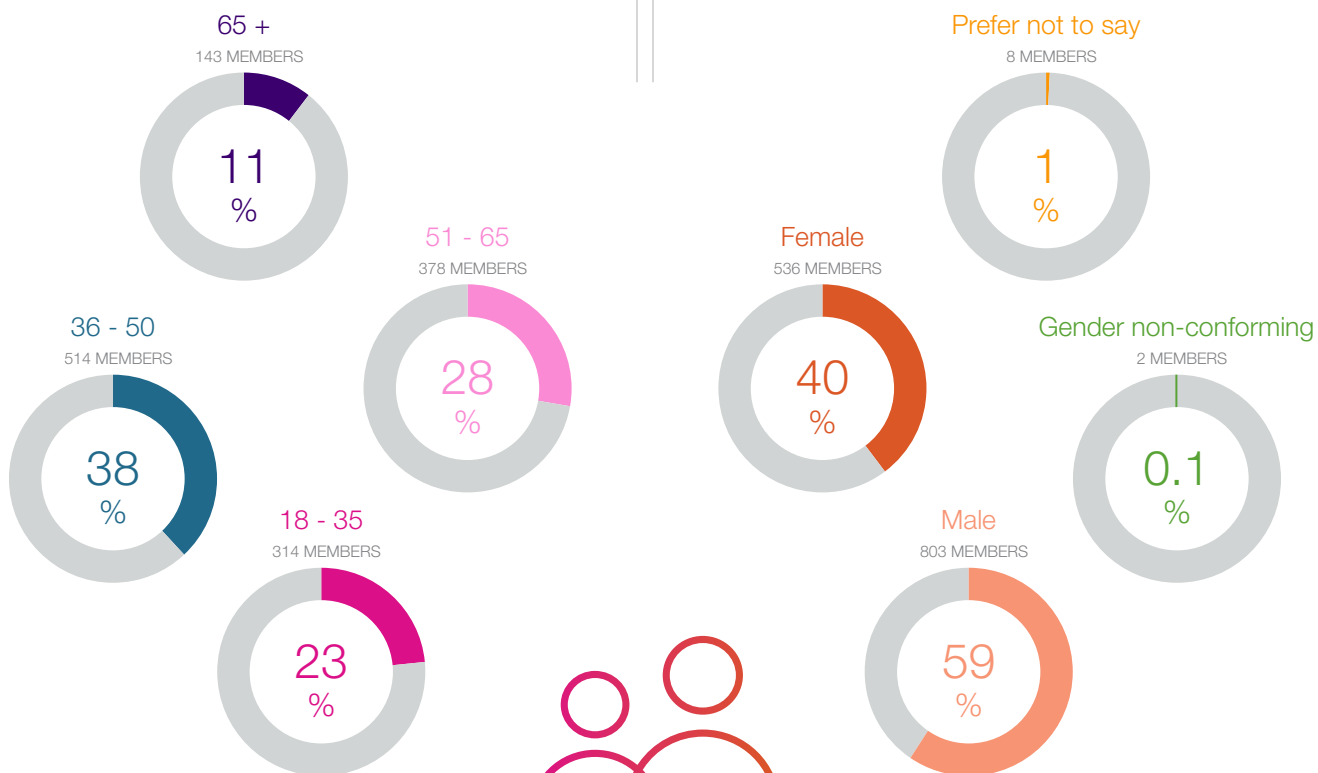 65 +
143 MEMBERS
11
%
51 - 65
378 MEMBERS
28
%
36 - 50
514 MEMBERS
38
%
18 - 35
314 MEMBERS
23
%
Prefer not to say
8 MEMBERS
1
%
Female
536 MEMBERS
40
%
Gender non-conforming
2 MEMBERS
0.1
%
Male
803 MEMBERS
59
%